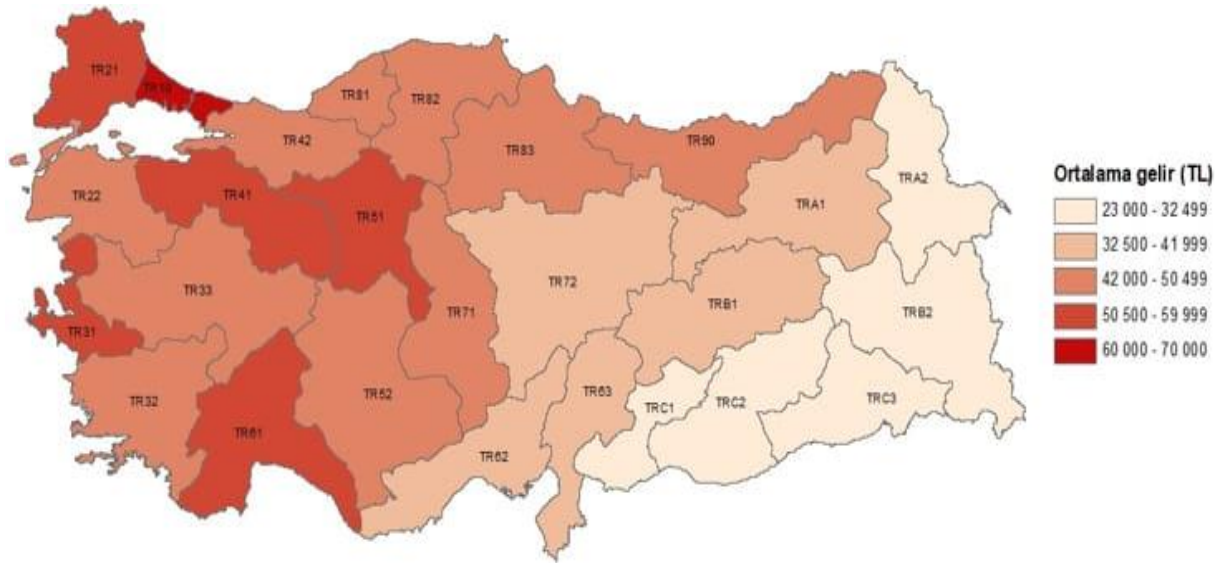 TR21
TR10
TR81
TR82
TR42
TR83
TR90
TRA2
TR22
TR41
TR51
TRA1
TR33
TR72
TR71
TRB1
TRB2
TR31
TR32
TR52
TR63
TRC1
TRC2
TRC3
TR61
TR62
Ortalama gelir (TL)
23 000 - 32 499
32 500 - 41 999
42 000 - 50 499
50 500 - 59 999
60 000 - 70 000